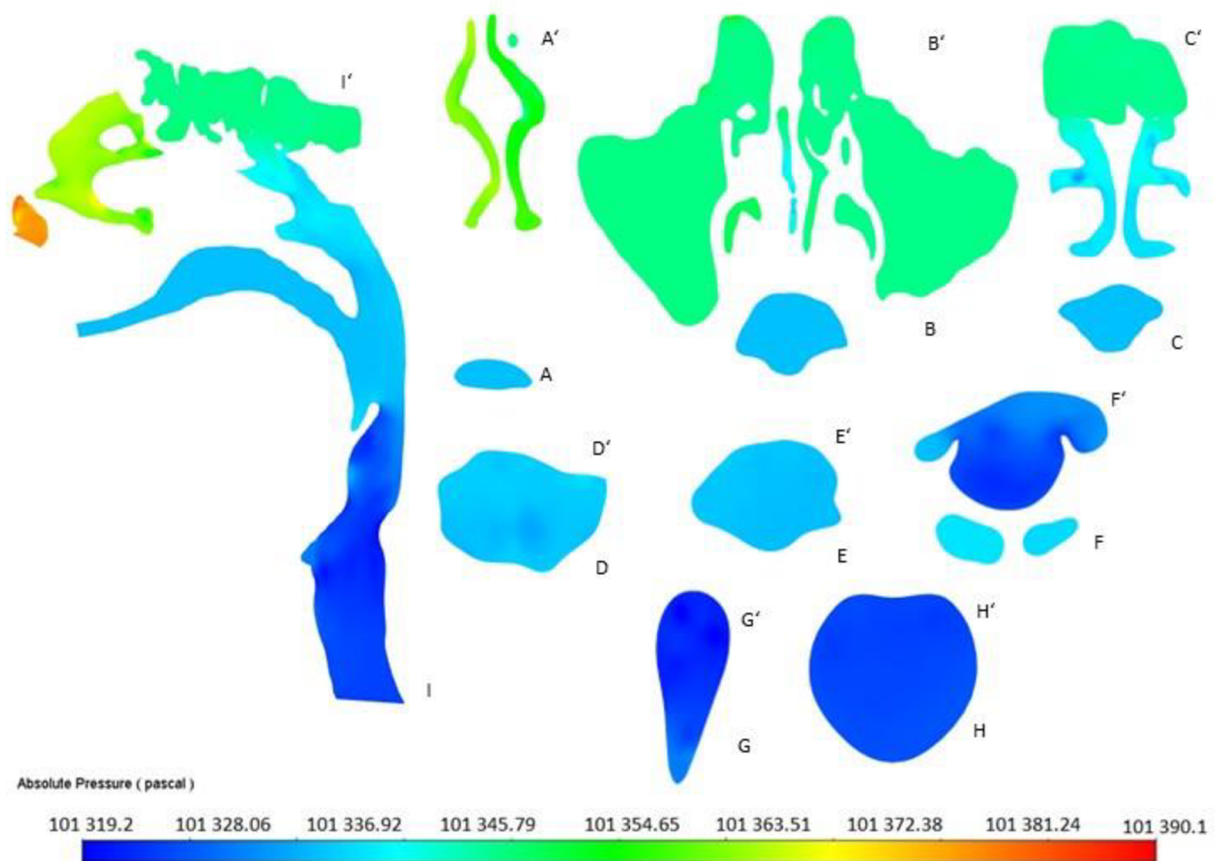 A‘
B‘
C‘
I‘
B
C
A
F‘
D‘
E‘
F
E
D
G‘
H‘
I
H
G
Absolute Pressure ( pascal )
101 319.2 101 328.06 101 336.92 101 345.79 101 354.65 101 363.51 101 372.38 101 381.24 101 390.1